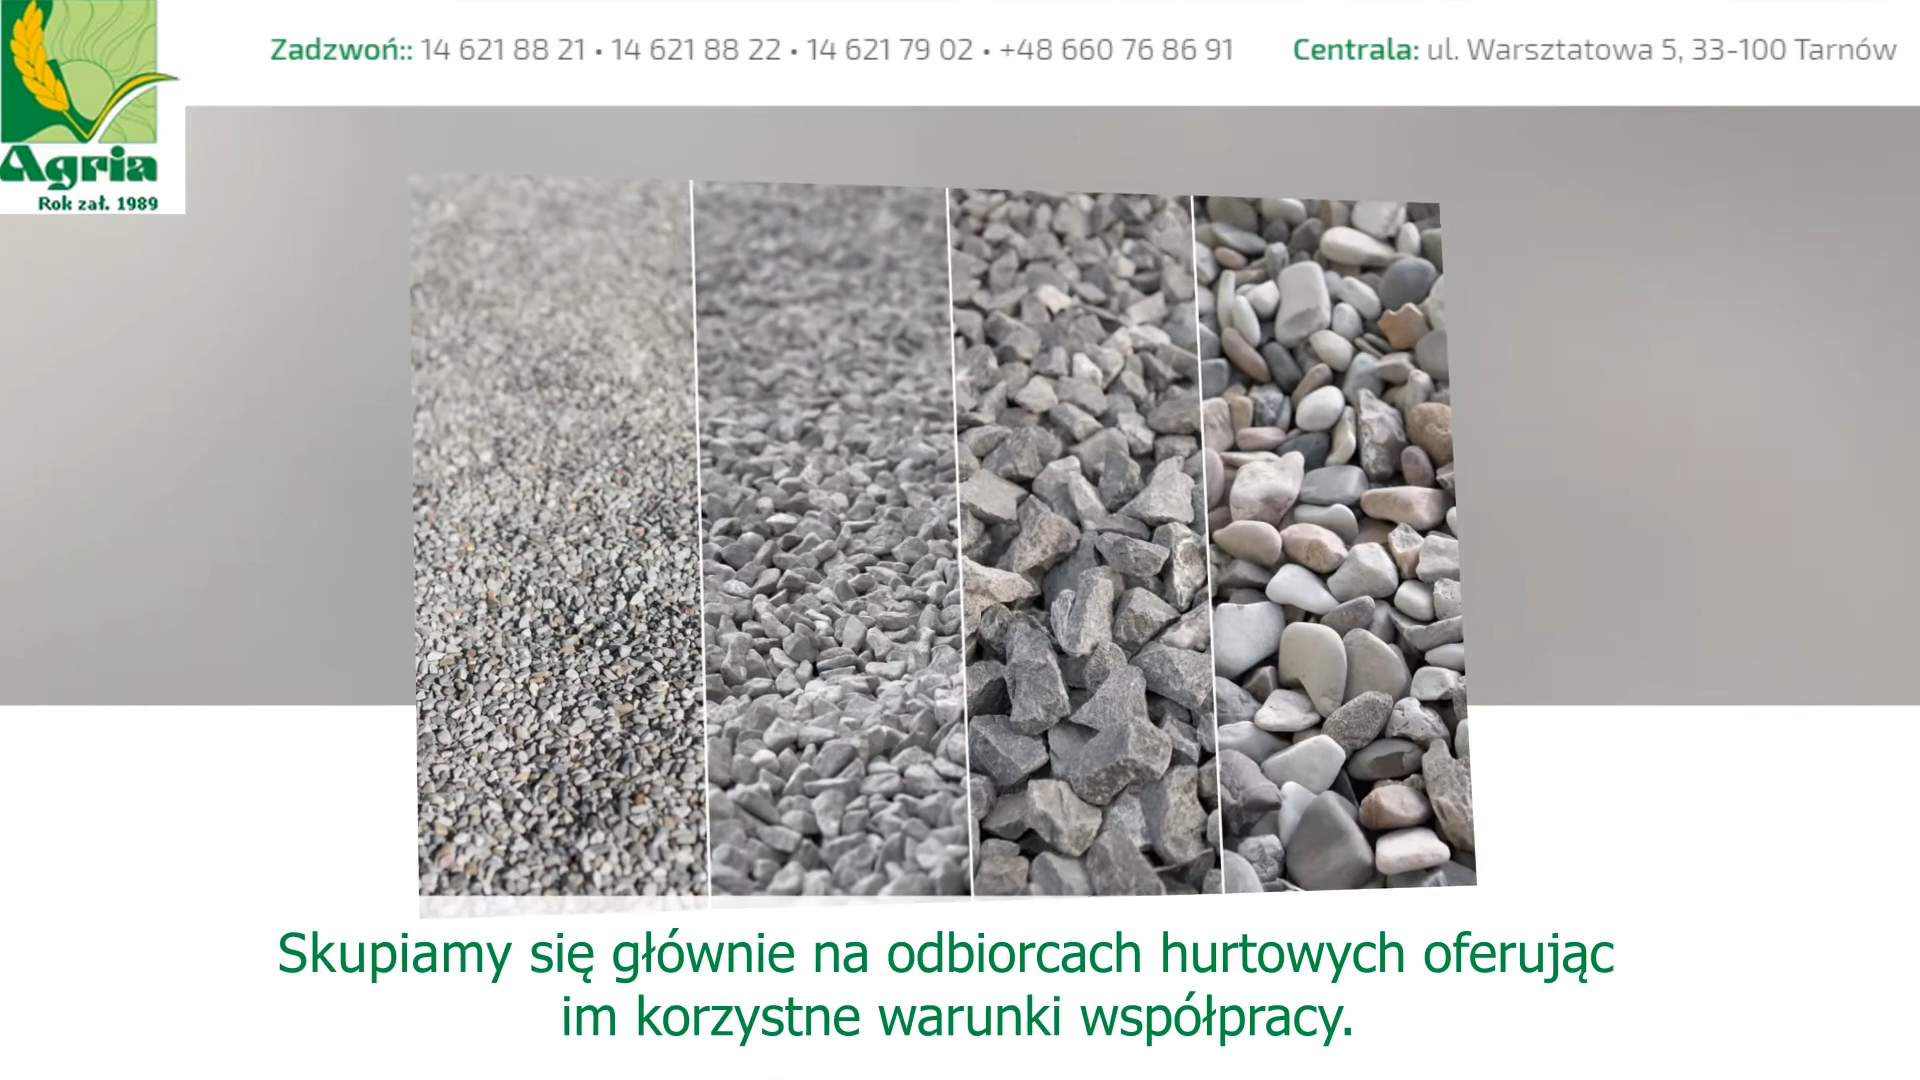 Zadzwoń:: 14 621 88 21 • 14 621 88 22 • 14 621 79 02 • +48 660 76 86 91 Centrala: ul. Warsztatowa 5, 33-100 Tarnów
Agria
Rok zał. 1989
Skupiamy się głównie na odbiorcach hurtowych oferując
im korzystne warunki współpracy.